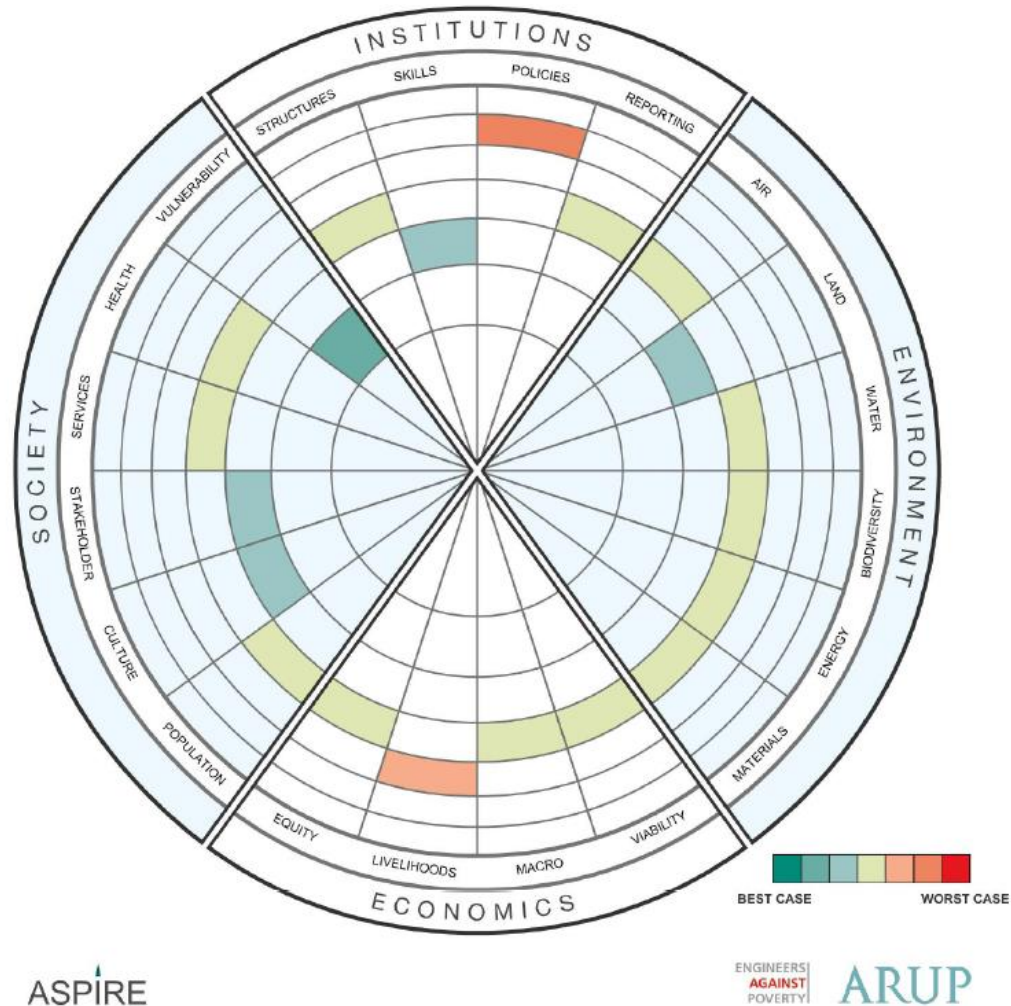 INSTITUTIONS
STRUCTURES
SKILLS
POLICIES
REPORTING
ENVIRONMENT
AIR
LAND
WATER
BIODIVERSITY
ENERGY
MATERIALS
ECONOMICS
VIABILITY
MACRO
LIVELIHOODS
EQUITY
SOCIETY
POPULATION
CULTURE
STAKEHOLDER
SERVICES
HEALTH
VULNERABILITY
BEST CASE
WORST CASE
ASPIRE
ENGINEERS
AGAINST
POVERTY
ARUP